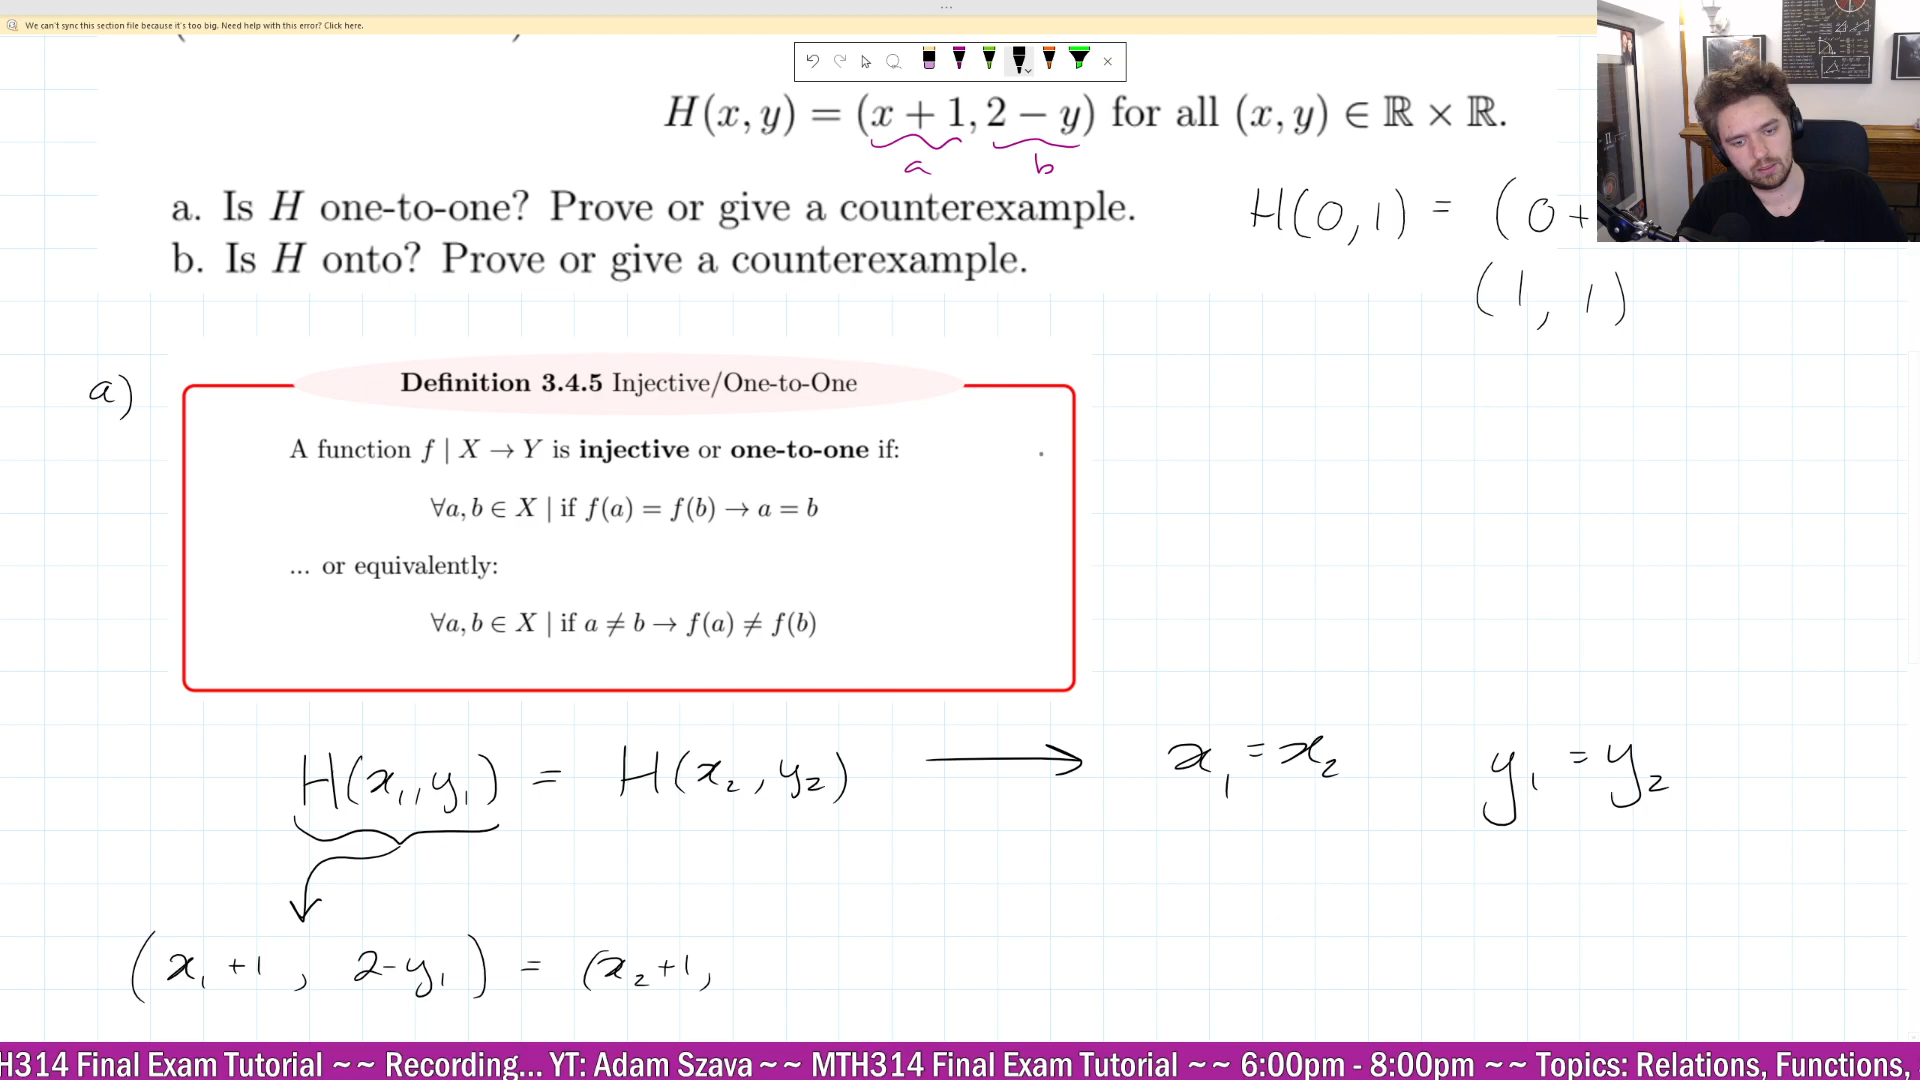 We can't sync this section file because it's too big. Need help with this error? Click here.
H(x, y) = (x + 1, 2 − y) for all (x, y) ∈ ℝ × ℝ.
a b
a. Is H one-to-one? Prove or give a counterexample.
H(0,1) = (0+
b. Is H onto? Prove or give a counterexample.
(1, 1)
a)
Definition 3.4.5 Injective/One-to-One
A function f | X → Y is injective or one-to-one if:
∀a, b ∈ X | if f(a) = f(b) → a = b
... or equivalently:
∀a, b ∈ X | if a ≠ b → f(a) ≠ f(b)
H(x₁, y₁) = H(x₂, y₂) → x₁ = x₂ y₁ = y₂
(x₁ +1, 2-y₁) = (x₂ +1,
H314 Final Exam Tutorial ~~ Recording... YT: Adam Szava ~~ MTH314 Final Exam Tutorial ~~ 6:00pm - 8:00pm ~~ Topics: Relations, Functions,